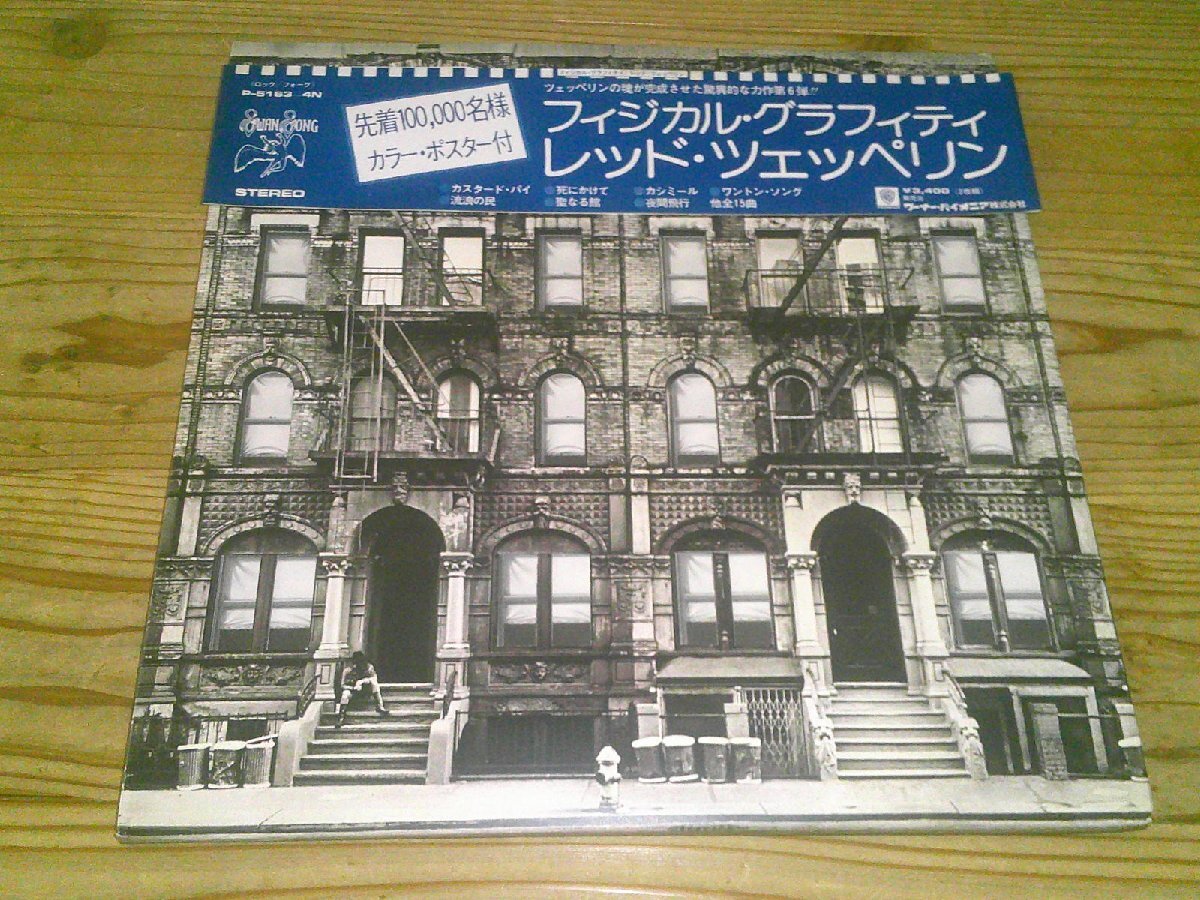 (ロック・フォーク)
P-5163~4N
SWAN SONG
STEREO
先着100,000名様
カラー・ポスター付
ツェッペリンの魂が完成させた驚異的な力作第6弾!!
フィジカル・グラフィティ
レッド・ツェッペリン
カスタード・パイ 死にかけて カシミール ワントン・ソング
流浪の民 聖なる館 夜間飛行 他全15曲
¥3,400 (2枚組)
発売元
ワーナー・パイオニア株式会社